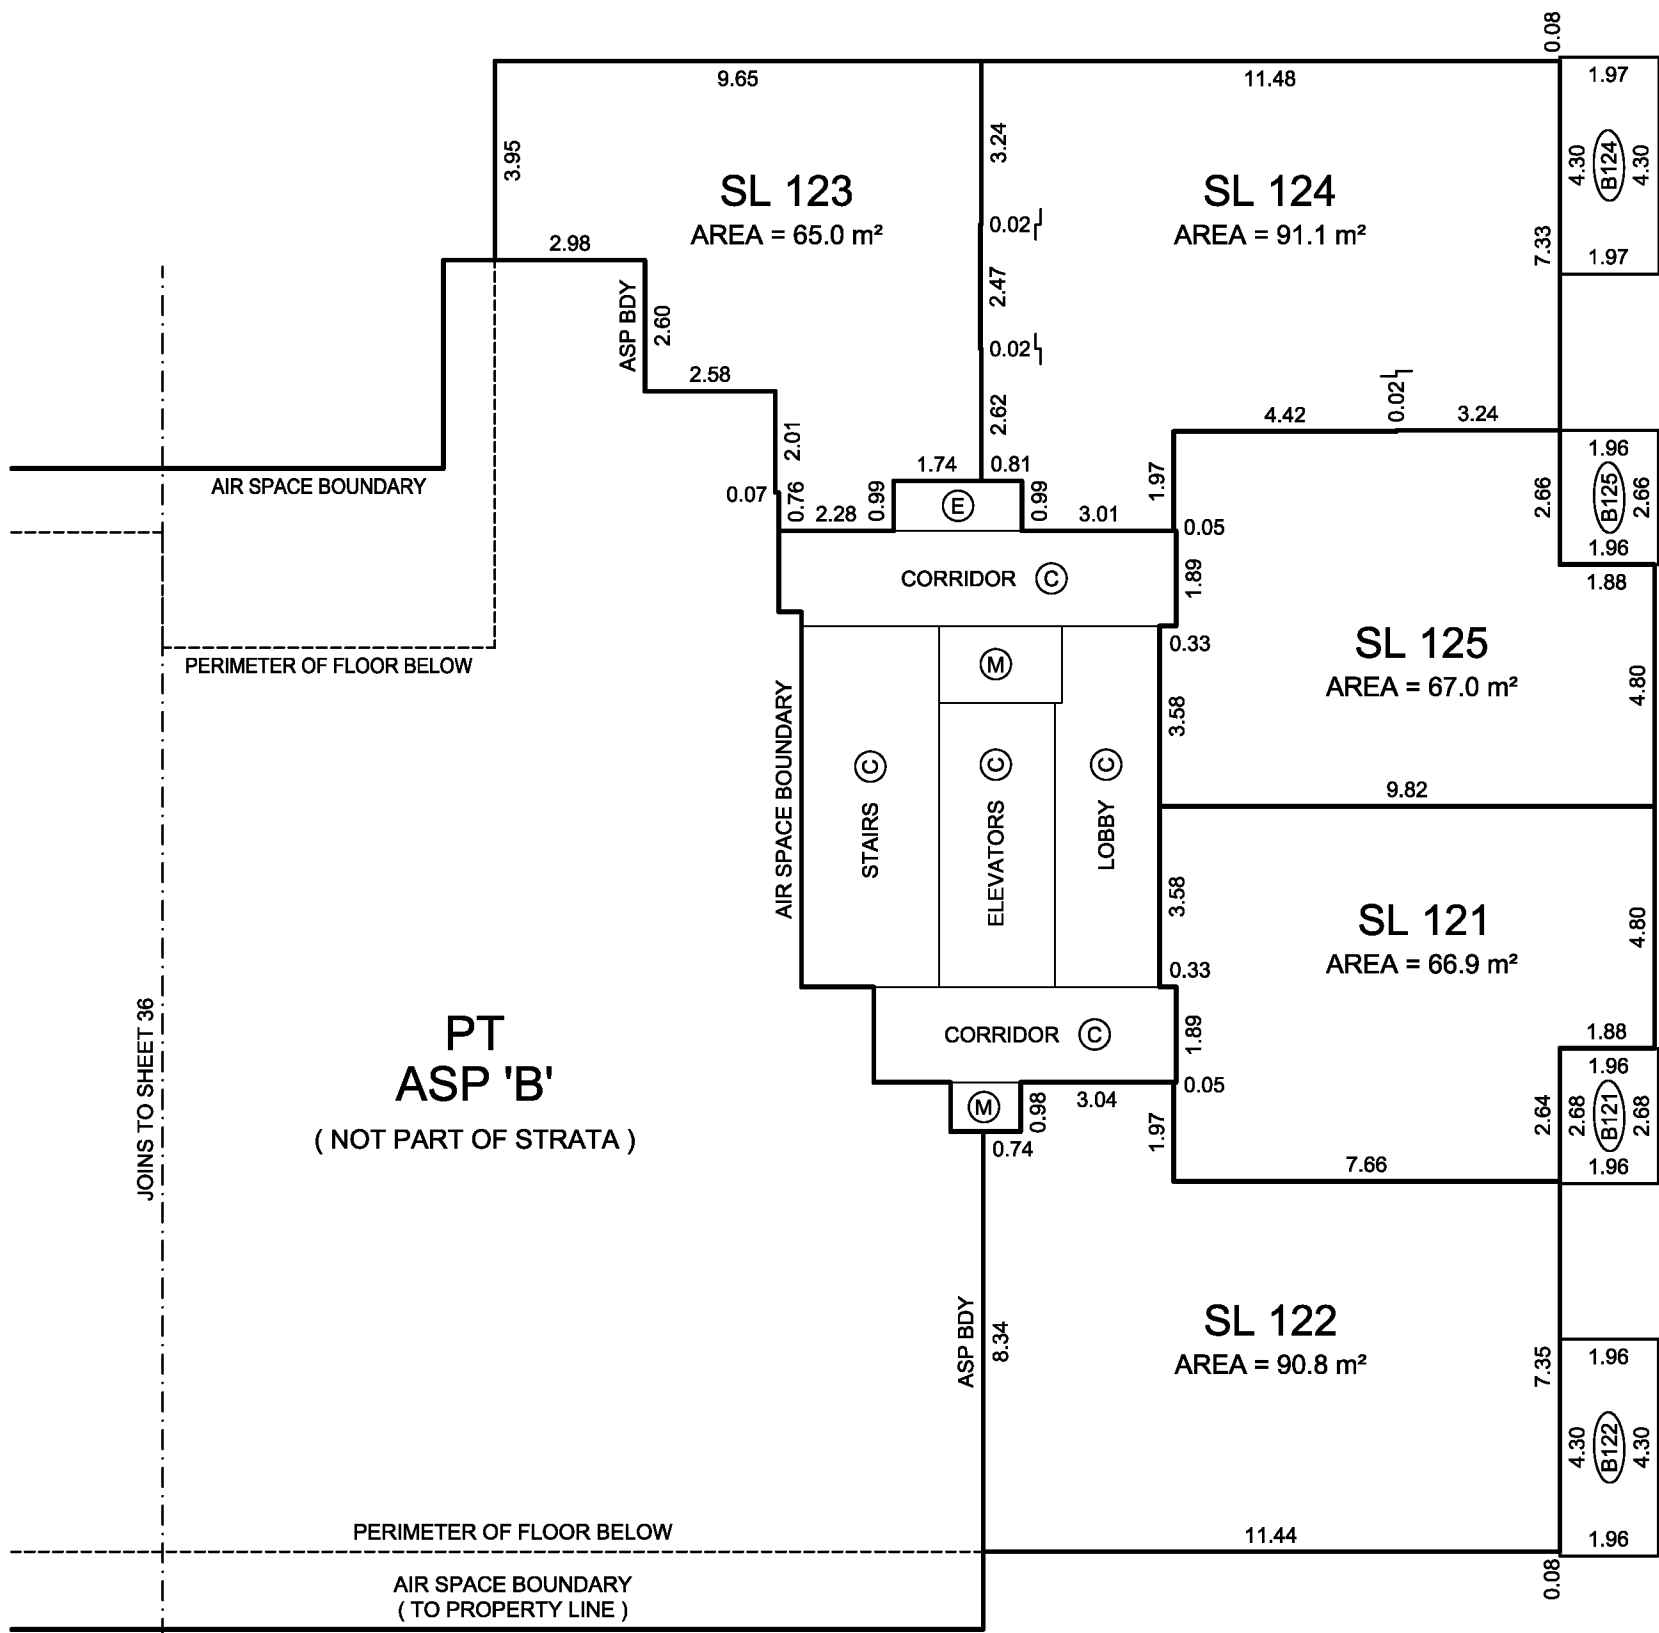 0.08
9.65
11.48
1.97
3.95
3.24
4.30
B124
4.30
SL 123
AREA = 65.0 m²
SL 124
AREA = 91.1 m²
0.02
7.33
1.97
2.98
ASP BDY
2.60
2.47
0.02
2.58
0.02
2.62
4.42
3.24
2.01
1.74
0.81
1.97
1.96
2.66
B125
2.66
1.96
AIR SPACE BOUNDARY
0.07
0.76
2.28
0.99
E
0.99
3.01
0.05
CORRIDOR C
1.89
1.88
0.33
SL 125
AREA = 67.0 m²
PERIMETER OF FLOOR BELOW
M
3.58
4.80
AIR SPACE BOUNDARY
STAIRS C
ELEVATORS C
LOBBY C
9.82
3.58
SL 121
AREA = 66.9 m²
4.80
0.33
JOINS TO SHEET 36
PT
ASP 'B'
( NOT PART OF STRATA )
CORRIDOR C
1.89
1.88
0.05
M
0.98
3.04
0.74
1.97
1.96
2.64
2.68
B121
2.68
1.96
7.66
ASP BDY
8.34
SL 122
AREA = 90.8 m²
7.35
1.96
4.30
B122
4.30
1.96
PERIMETER OF FLOOR BELOW
11.44
0.08
AIR SPACE BOUNDARY
( TO PROPERTY LINE )